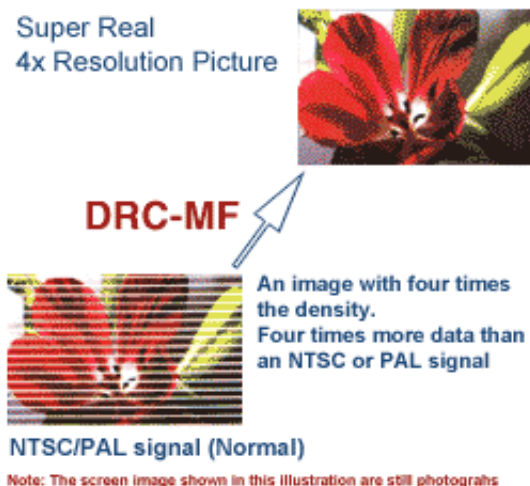 Super Real
4x Resolution Picture
DRC-MF
An image with four times
the density.
Four times more data than
an NTSC or PAL signal
NTSC/PAL signal (Normal)
Note: The screen image shown in this illustration are still photograhs